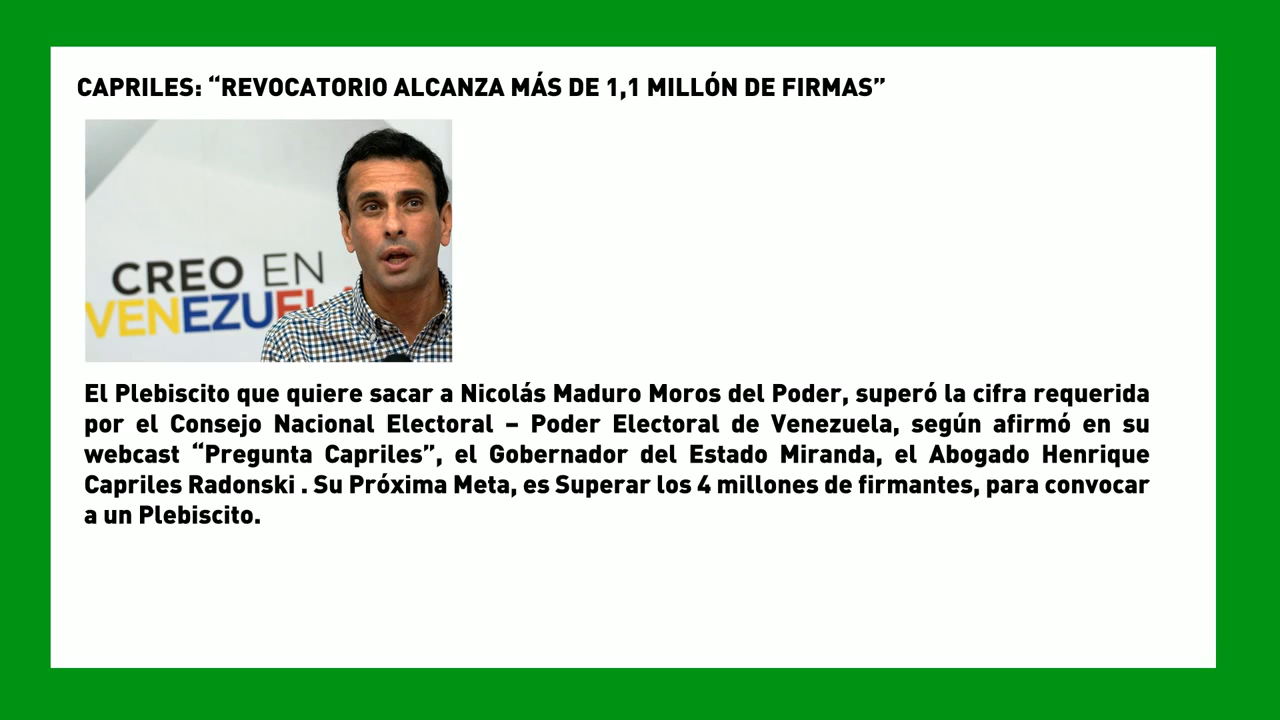 CAPRILES: “REVOCATORIO ALCANZA MÁS DE 1,1 MILLÓN DE FIRMAS”
CREO EN
VENEZUELA
El Plebiscito que quiere sacar a Nicolás Maduro Moros del Poder, superó la cifra requerida
por el Consejo Nacional Electoral – Poder Electoral de Venezuela, según afirmó en su
webcast “Pregunta Capriles”, el Gobernador del Estado Miranda, el Abogado Henrique
Capriles Radonski . Su Próxima Meta, es Superar los 4 millones de firmantes, para convocar
a un Plebiscito.